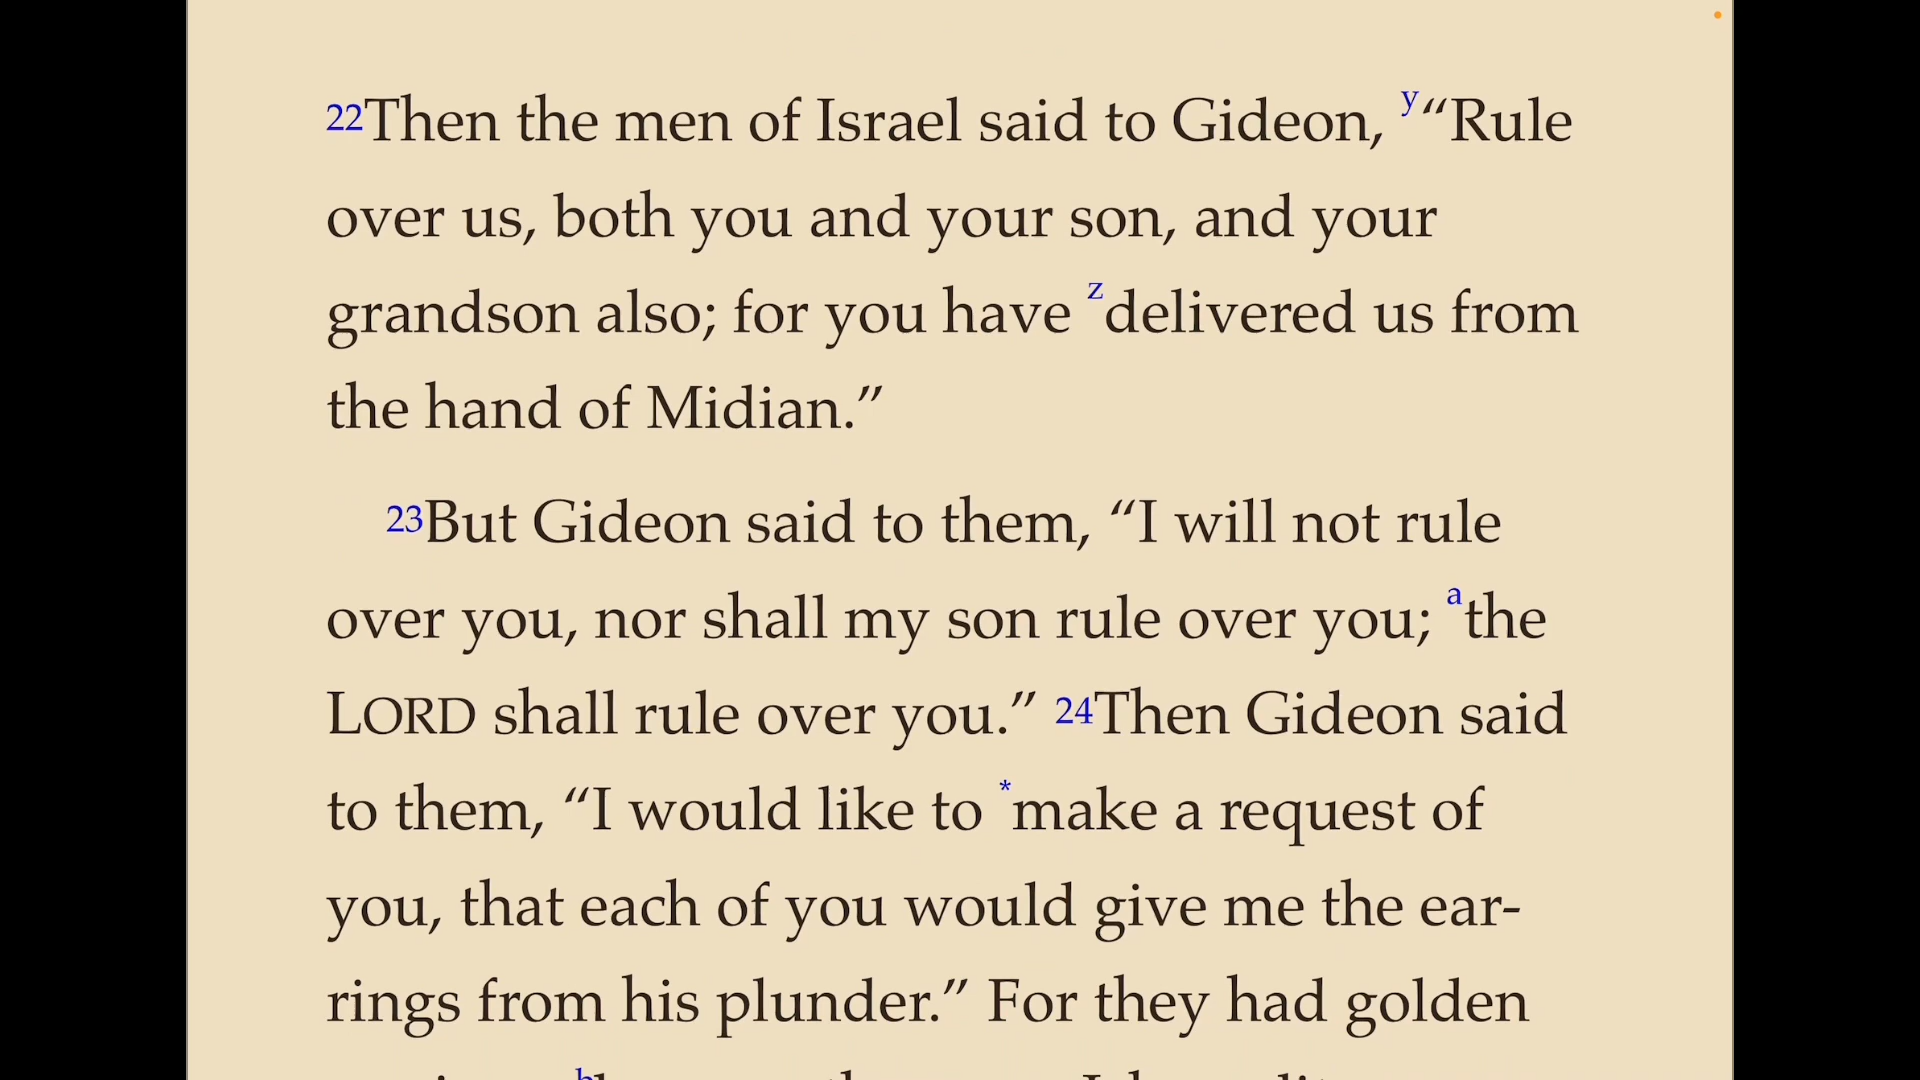 22Then the men of Israel said to Gideon, y“Rule
over us, both you and your son, and your
grandson also; for you have zdelivered us from
the hand of Midian.”
23But Gideon said to them, “I will not rule
over you, nor shall my son rule over you; athe
LORD shall rule over you.” 24Then Gideon said
to them, “I would like to *make a request of
you, that each of you would give me the ear-
rings from his plunder.” For they had golden